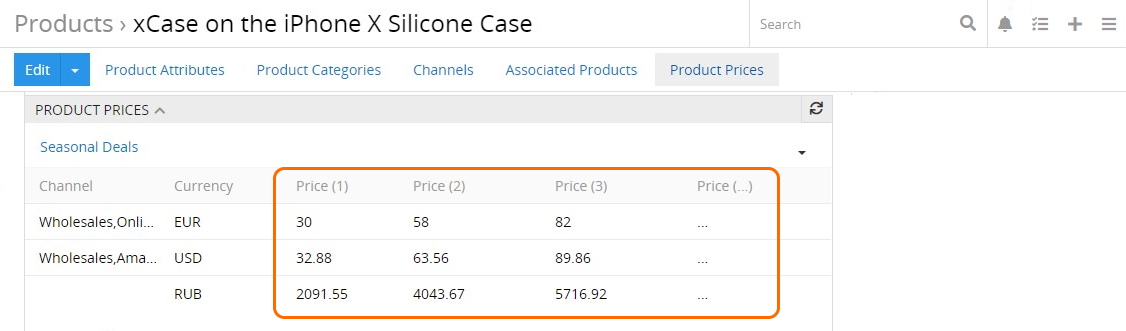 Products › xCase on the iPhone X Silicone Case Search
Edit Product Attributes Product Categories Channels Associated Products Product Prices
PRODUCT PRICES
Seasonal Deals
Channel Currency Price (1) Price (2) Price (3) Price (...)
Wholesales,Onli... EUR 30 58 82 ...
Wholesales,Ama... USD 32.88 63.56 89.86 ...
RUB 2091.55 4043.67 5716.92 ...